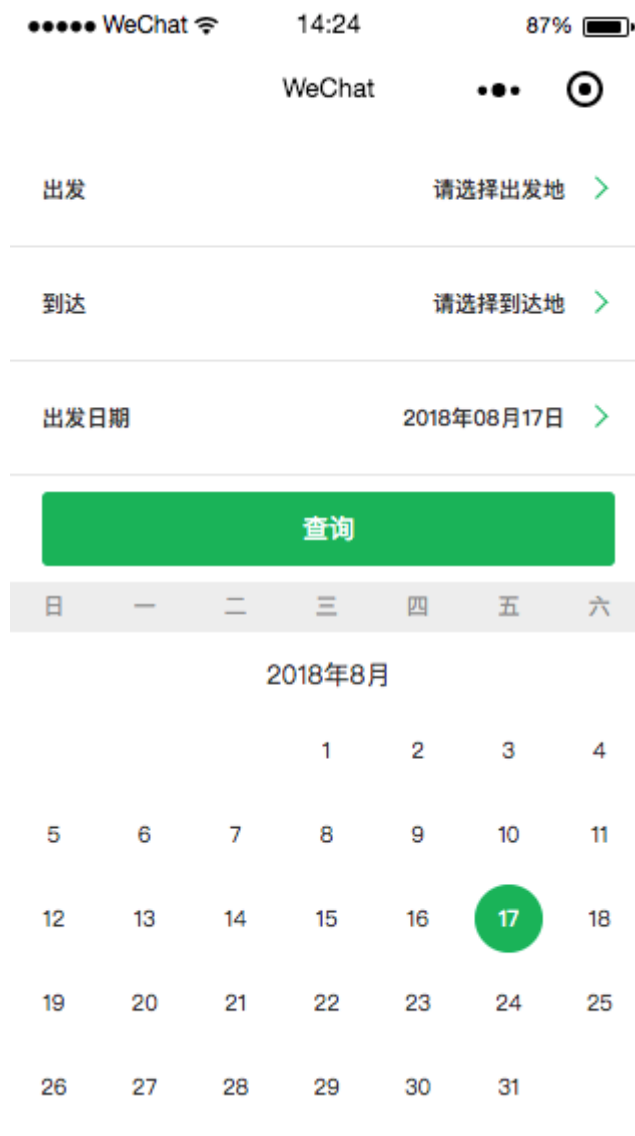 WeChat 14:24 87%
WeChat
出发 请选择出发地
到达 请选择到达地
出发日期 2018年08月17日
查询
日 一 二 三 四 五 六
2018年8月
1 2 3 4
5 6 7 8 9 10 11
12 13 14 15 16 17 18
19 20 21 22 23 24 25
26 27 28 29 30 31